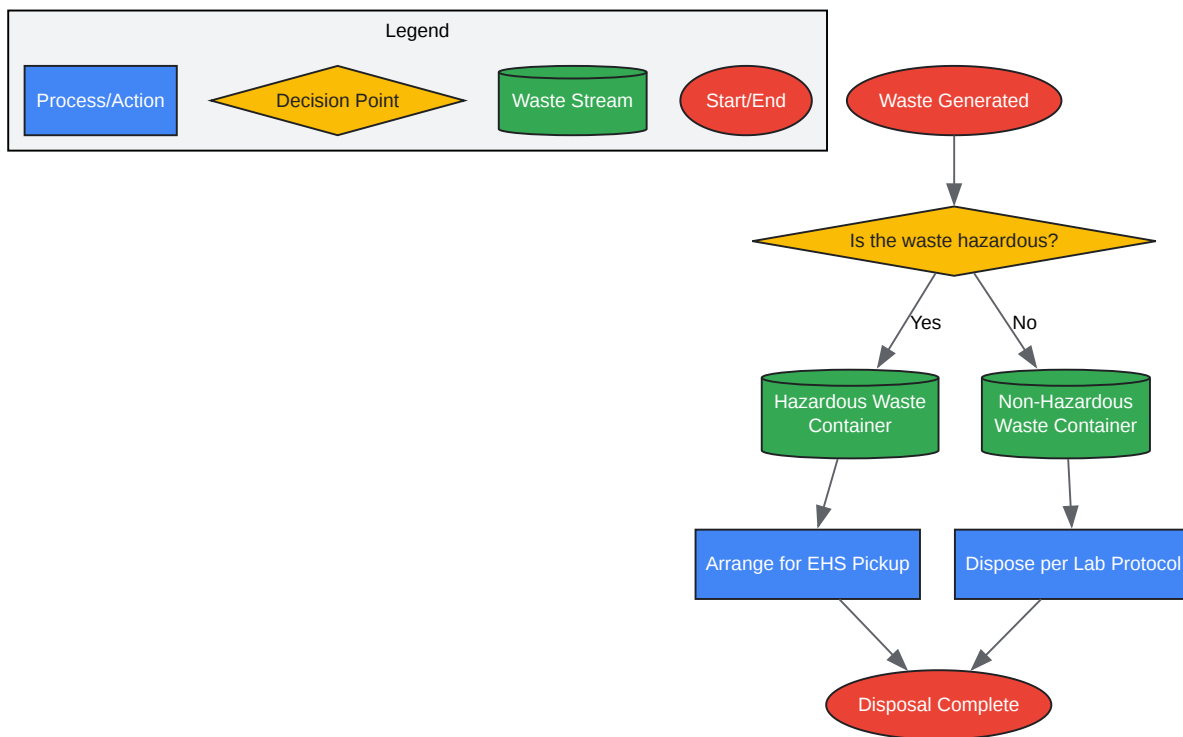 Legend
Process/Action
Decision Point
Waste Stream
Start/End
Waste Generated
Is the waste hazardous?
Yes
No
Hazardous Waste
Container
Non-Hazardous
Waste Container
Arrange for EHS Pickup
Dispose per Lab Protocol
Disposal Complete